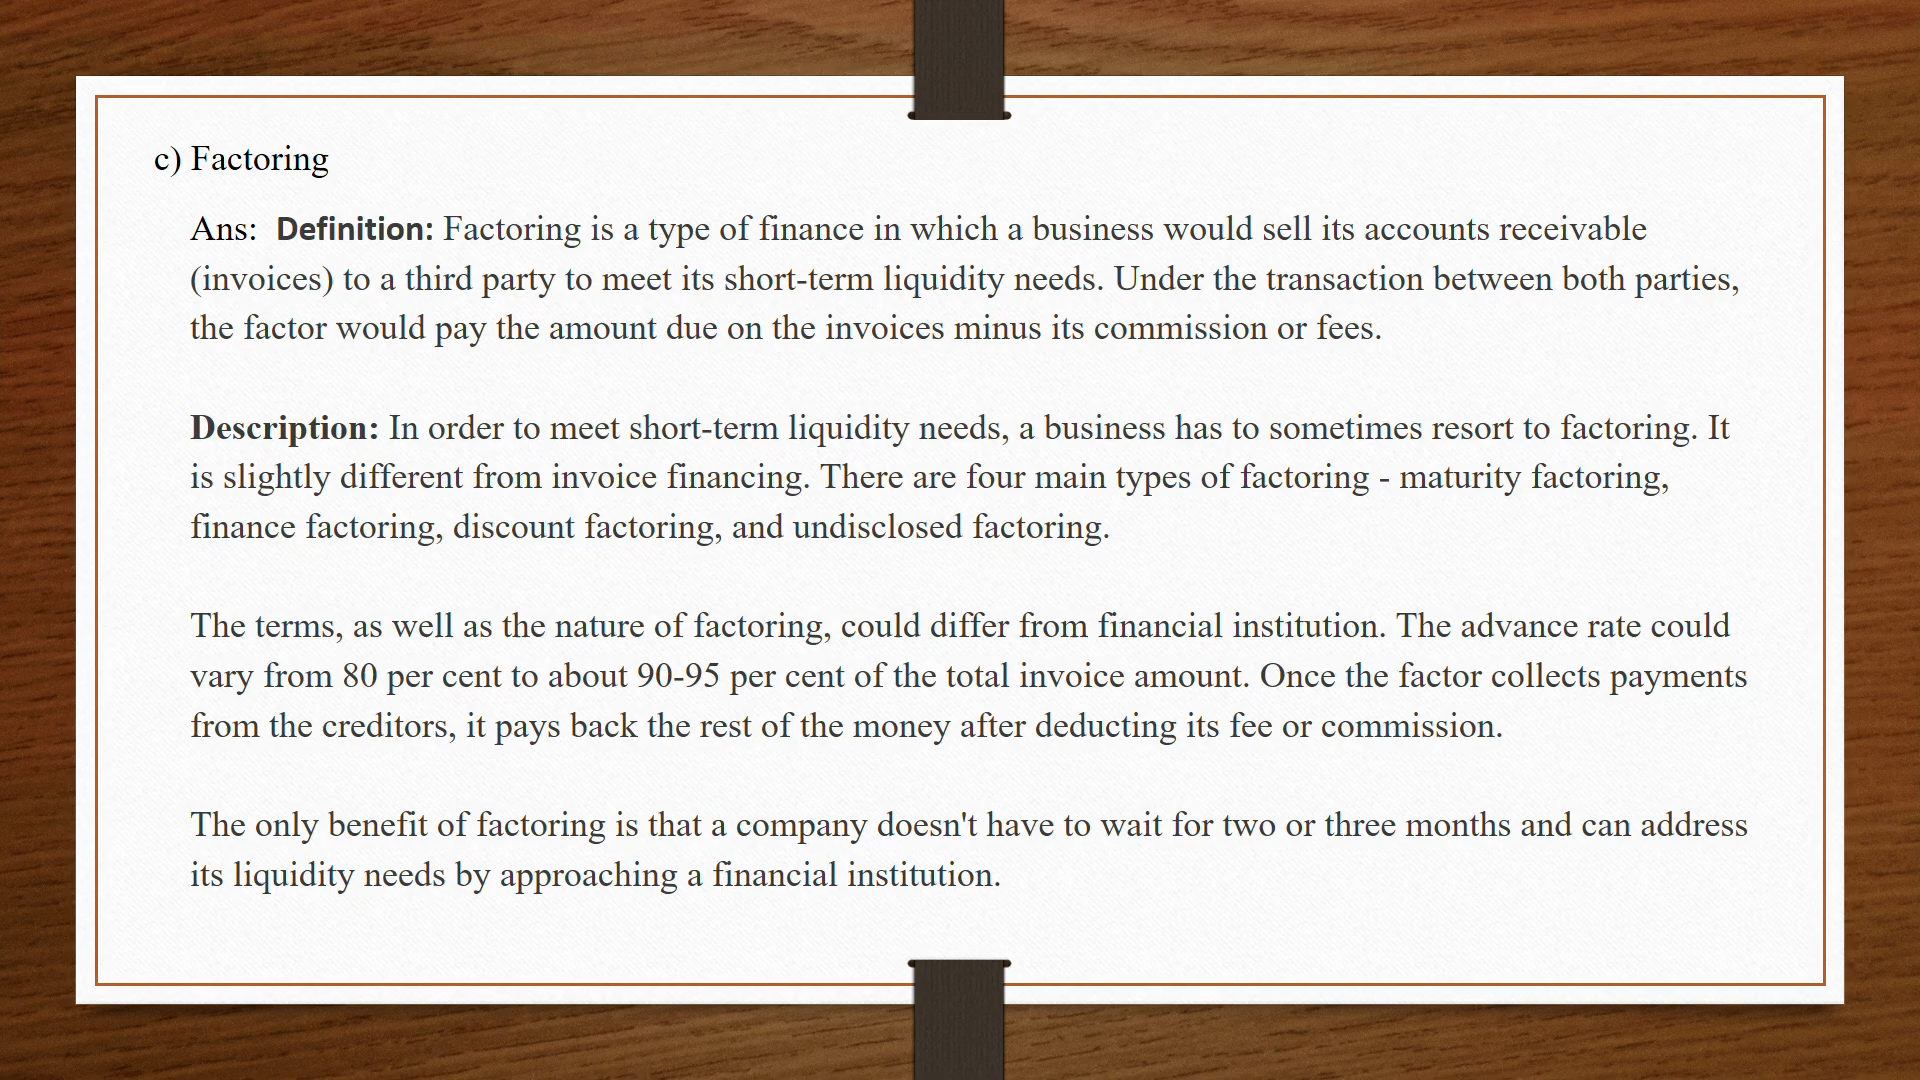 c) Factoring
Ans: Definition: Factoring is a type of finance in which a business would sell its accounts receivable
(invoices) to a third party to meet its short-term liquidity needs. Under the transaction between both parties,
the factor would pay the amount due on the invoices minus its commission or fees.
Description: In order to meet short-term liquidity needs, a business has to sometimes resort to factoring. It
is slightly different from invoice financing. There are four main types of factoring - maturity factoring,
finance factoring, discount factoring, and undisclosed factoring.
The terms, as well as the nature of factoring, could differ from financial institution. The advance rate could
vary from 80 per cent to about 90-95 per cent of the total invoice amount. Once the factor collects payments
from the creditors, it pays back the rest of the money after deducting its fee or commission.
The only benefit of factoring is that a company doesn't have to wait for two or three months and can address
its liquidity needs by approaching a financial institution.